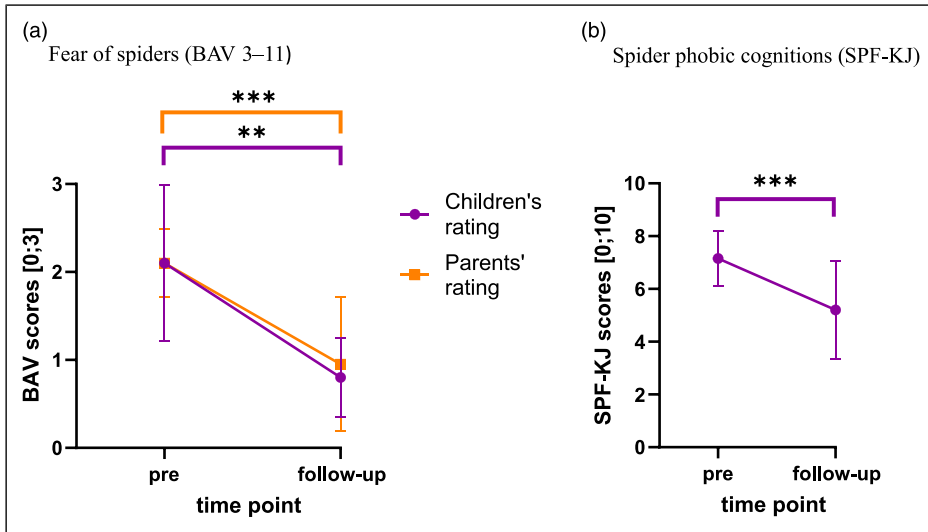 (a)
Fear of spiders (BAV 3–11)
***
**
3
2
1
0
BAV scores [0;3]
pre
follow-up
time point
Children's
rating
Parents'
rating
(b)
Spider phobic cognitions (SPF-KJ)
***
10
8
6
4
2
0
SPF-KJ scores [0;10]
pre
follow-up
time point